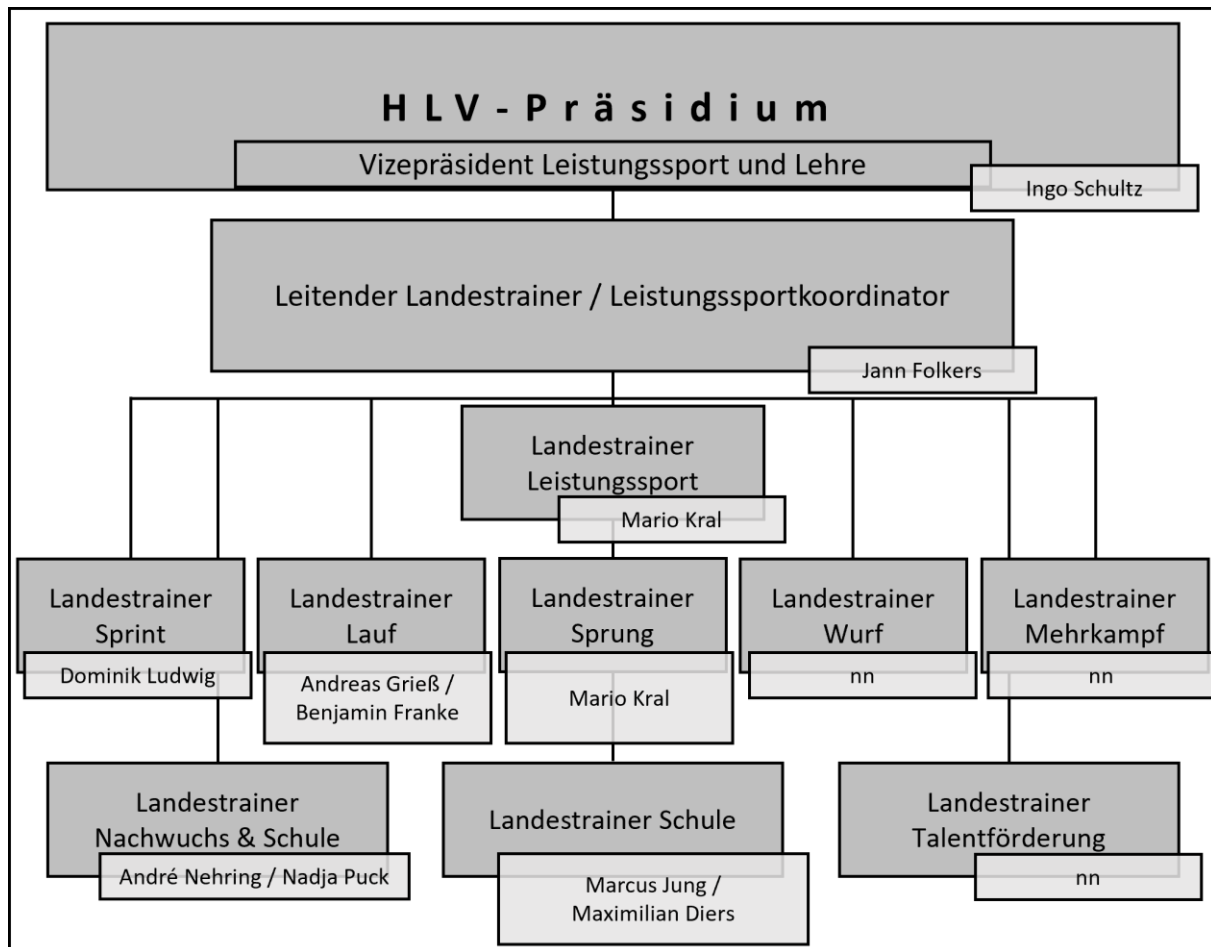 HLV-Präsidium
Vizepräsident Leistungssport und Lehre
Ingo Schultz
Leitender Landestrainer / Leistungssportkoordinator
Jann Folkers
Landestrainer
Leistungssport
Mario Kral
Landestrainer
Sprint
Dominik Ludwig
Landestrainer
Lauf
Andreas Grieß /
Benjamin Franke
Landestrainer
Sprung
Mario Kral
Landestrainer
Wurf
nn
Landestrainer
Mehrkampf
nn
Landestrainer
Nachwuchs & Schule
André Nehring / Nadja Puck
Landestrainer Schule
Marcus Jung /
Maximilian Diers
Landestrainer
Talentförderung
nn